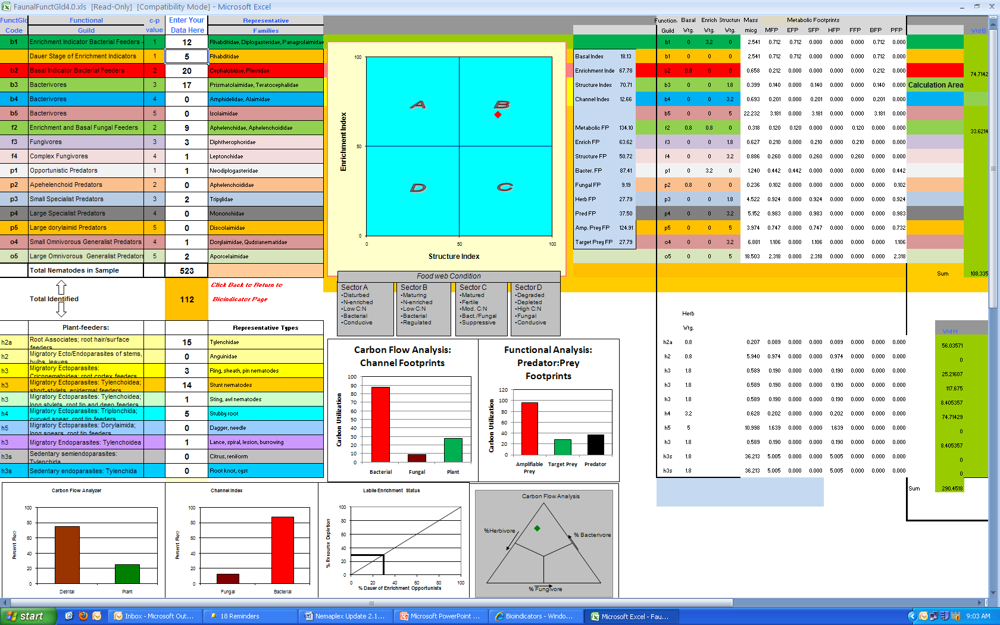 FaunalFunctGld4.0.xls  [Read-Only]  [Compatibility Mode] - Microsoft Excel
FunctGld Functional c-p Enter Your Representative
Code Guild value Data Here Families
b1 Enrichment Indicator Bacterial Feeders - 1 12 Rhabditidae, Diplogasteridae, Panagrolaimidae
Dauer Stage of Enrichment Indicators 1 5 Rhabditidae
b2 Basal Indicator Bacterial Feeders 2 20 Cephalobidae, Plectidae
b3 Bacterivores 3 17 Prismatolaimidae, Teratocephalidae
b4 Bacterivores 4 0 Amphidelidae, Alaimidae
b5 Bacterivores 5 0 Isolaimidae
f2 Enrichment and Basal Fungal Feeders 2 9 Aphelenchidae, Aphelenchoididae
f3 Fungivores 3 3 Diphtherophoridae
f4 Complex Fungivores 4 1 Leptonchidae
p1 Opportunistic Predators 1 1 Neodiplogasteridae
p2 Apehelenchoid Predators 2 0 Aphelenchoididae
p3 Small Specialist Predators 3 2 Tripylidae
p4 Large Specialist Predators 4 0 Mononchidae
p5 Large dorylaimid Predators 5 0 Discolaimidae
o4 Small Omnivorous Generalist Predators 4 1 Dorylaimidae, Qudsianematidae
o5 Large Omnivorous  Generalist Predators 5 2 Aporcelaimidae
Total Nematodes in Sample 523
Total Identified 112
Click Back to Return to
Bioindicator Page
Plant-feeders: Representative Types
h2a Root Associates; root hair/surface feeders 15 Tylenchidae
h2 Migratory Ecto/Endoparasites of stems, bulbs, leaves 0 Anguinidae
h3 Migratory Ectoparasites: Criconematoidea; root cortex feeders 3 Ring, sheath, pin nematodes
h3 Migratory Ectoparasites: Tylenchoidea; short-stylets, epidermal feeders 14 Stunt nematodes
h3 Migratory Ectoparasites: Tylenchoidea; long stylets, root tip and deep feeders 1 Sting, awl nematodes
h4 Migratory Ectoparasites: Triplonchida; curved spear, root tip feeders 5 Stubby root
h5 Migratory Ectoparasites: Dorylaimida; long spears, root tip feeders 0 Dagger, needle
h3 Migratory Endoparasites: Tylenchoidea 1 Lance, spiral, lesion, burrowing
h3s Sedentary semiendoparasites: Tylenchida 0 Citrus, reniform
h3s Sedentary endoparasites: Tylenchida 0 Root knot, cyst
Enrichment Index
100
50
0
A B
D C
0 50 100
Structure Index
Food web Condition
Sector A
•Disturbed
•N-enriched
•Low C:N
•Bacterial
•Conducive
Sector B
•Maturing
•N-enriched
•Low C:N
•Bacterial
•Regulated
Sector C
•Matured
•Fertile
•Mod. C:N
•Bact./Fungal
•Suppressive
Sector D
•Degraded
•Depleted
•High C:N
•Fungal
•Conducive
Basal Index 18.13
Enrichment Inde 67.78
Structure Index 70.71
Channel Index 12.66
Metabolic FP 134.10
Enrich FP 63.62
Structure FP 50.72
Bacter. FP 87.41
Fungal FP 9.19
Herb FP 27.79
Pred FP 37.50
Amp. Prey FP 124.91
Target Prey FP 27.79
Function. Basal Enrich Structure Mass Metabolic Footprints
Guild Wtg. Wtg. Wtg. micg MFP EFP SFP HFP FFP BFP PFP Wtd B
b1 0 3.2 0 2.541 0.712 0.712 0.000 0.000 0.000 0.712 0.000
b1 0 0 0 2.541 0.712 0.712 0.000 0.000 0.000 0.712 0.000
b2 0.8 0 0 0.658 0.212 0.000 0.000 0.000 0.000 0.212 0.000 74.7142
b3 0 0 1.8 0.399 0.140 0.000 0.140 0.000 0.000 0.140 0.000 Calculation Area
b4 0 0 3.2 0.693 0.201 0.000 0.201 0.000 0.000 0.201 0.000
b5 0 0 5 22.232 3.181 0.000 3.181 0.000 0.000 3.181 0.000
f2 0.8 0.8 0 0.318 0.120 0.120 0.000 0.000 0.120 0.000 0.000 33.6214
f3 0 0 1.8 0.627 0.210 0.000 0.210 0.000 0.210 0.000 0.000
f4 0 0 3.2 0.886 0.260 0.000 0.260 0.000 0.260 0.000 0.000
p1 0 3.2 0 1.240 0.442 0.442 0.000 0.000 0.000 0.000 0.442
p2 0.8 0 0 0.236 0.102 0.000 0.000 0.000 0.000 0.000 0.102
p3 0 0 1.8 4.522 0.924 0.000 0.924 0.000 0.000 0.000 0.924
p4 0 0 3.2 5.152 0.983 0.000 0.983 0.000 0.000 0.000 0.983
p5 0 0 5 3.974 0.747 0.000 0.747 0.000 0.000 0.000 0.732
o4 0 0 3.2 6.881 1.106 0.000 1.106 0.000 0.000 0.000 1.106
o5 0 0 5 18.503 2.318 0.000 2.318 0.000 0.000 0.000 2.318
Sum 108.335
Herb
Wtg. Wtd H
h2a 0.8 0.207 0.089 0.000 0.000 0.089 0.000 0.000 0.000 56.03571
h2 0.8 5.940 0.974 0.000 0.000 0.974 0.000 0.000 0.000 0
h3 1.8 0.589 0.190 0.000 0.000 0.190 0.000 0.000 0.000 25.21607
h3 1.8 0.589 0.190 0.000 0.000 0.190 0.000 0.000 0.000 117.675
h3 1.8 0.589 0.190 0.000 0.000 0.190 0.000 0.000 0.000 8.405357
h4 3.2 0.628 0.202 0.000 0.000 0.202 0.000 0.000 0.000 74.71429
h5 5 10.998 1.639 0.000 0.000 1.639 0.000 0.000 0.000 0
h3 1.8 0.589 0.190 0.000 0.000 0.190 0.000 0.000 0.000 8.405357
h3s 1.8 36.213 5.005 0.000 0.000 5.005 0.000 0.000 0.000 0
h3s 1.8 36.213 5.005 0.000 0.000 5.005 0.000 0.000 0.000 0
Sum 290.4518
Carbon Flow Analysis:
Channel Footprints
Carbon Utilization
100
90
80
70
60
50
40
30
20
10
0
Bacterial Fungal Plant
Functional Analysis:
Predator:Prey
Footprints
Carbon Utilization
120
100
80
60
40
20
0
Amplifiable Prey Target Prey Predator
Carbon Flow Analyzer
Percent Flow
100
80
60
40
20
0
Detrital Plant
Channel Index
Percent Flow
100
80
60
40
20
0
Fungal Bacterial
Labile Enrichment  Status
% Resource Depletion
100
80
60
40
20
0
0 20 40 60 80 100
% Dauer of Enrichment Opportunists
Carbon Flow Analysis
%Herbivore
% Bacterivore
% Fungivore
start Inbox - Microsoft Out... 18 Reminders Nemaplex Update 2.1... Microsoft PowerPoint ... Bioindicators - Windo... Microsoft Excel - Fau... 9:03 AM